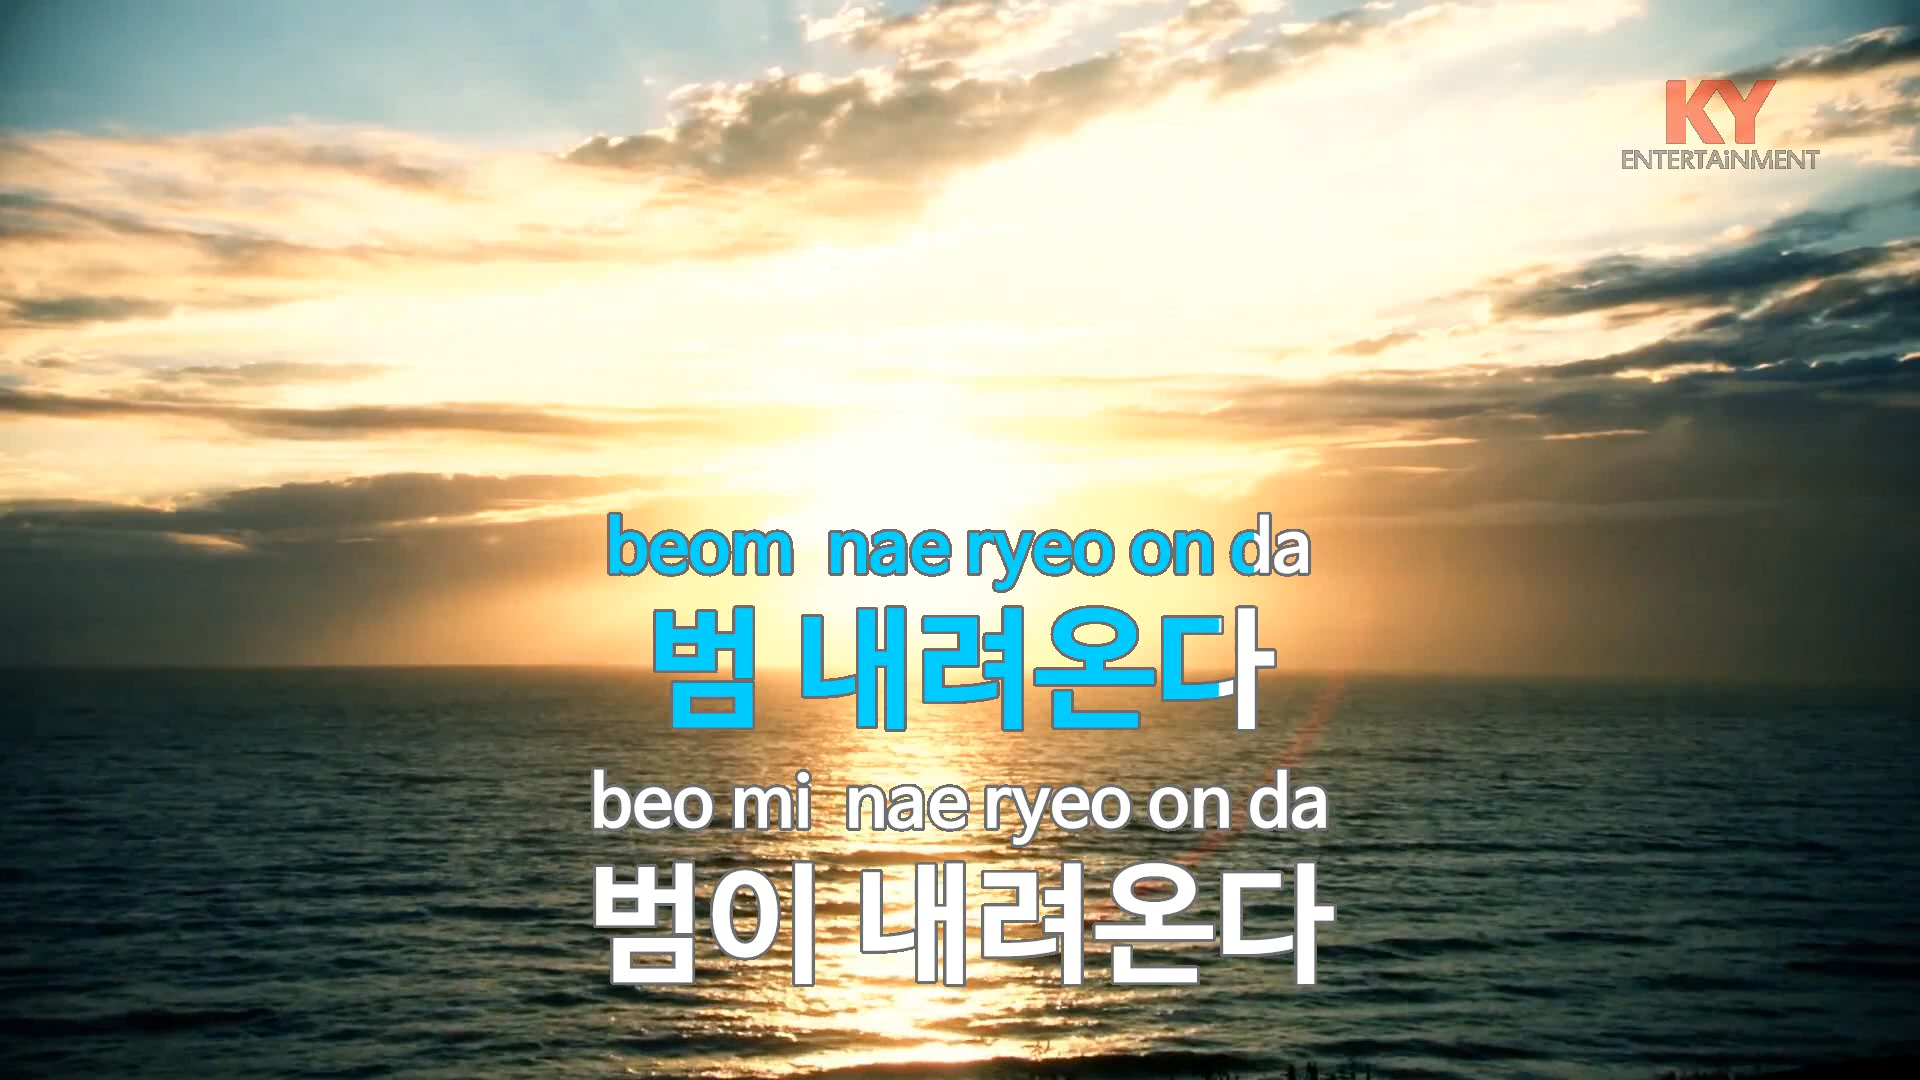 KY
ENTERTAiNMENT
beom nae ryeo on da
범 내려온다
beo mi nae ryeo on da
범이 내려온다